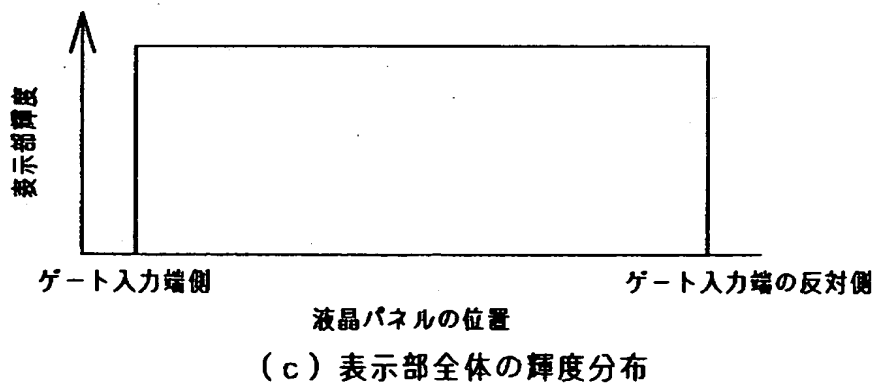 表示部輝度
ゲート入力端側
ゲート入力端の反対側
液晶パネルの位置
(c)表示部全体の輝度分布